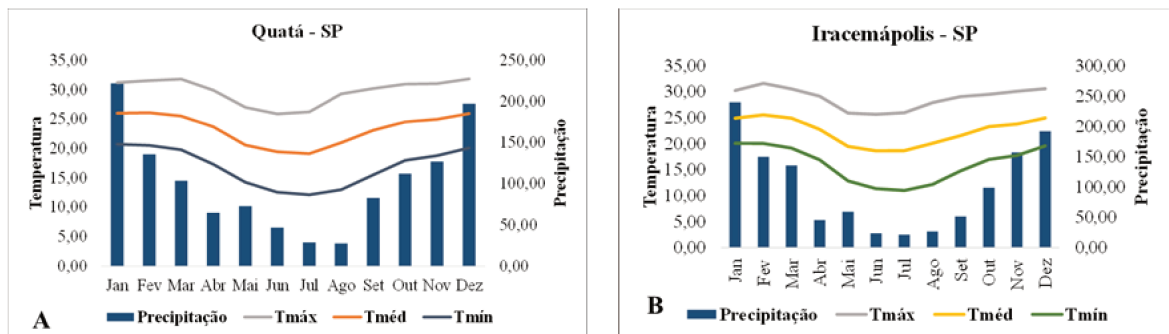 Quatá - SP
Temperatura
35,00
30,00
25,00
20,00
15,00
10,00
5,00
0,00
250,00
200,00
150,00
100,00
50,00
0,00
Precipitação
Jan Fev Mar Abr Mai Jun Jul Ago Set Out Nov Dez
Precipitação Tmáx Tméd Tmín
A
Iracemápolis - SP
Temperatura
35,00
30,00
25,00
20,00
15,00
10,00
5,00
0,00
300,00
250,00
200,00
150,00
100,00
50,00
0,00
Precipitação
Jan Fev Mar Abr Mai Jun Jul Ago Set Out Nov Dez
B
Precipitação Tmáx Tméd Tmín